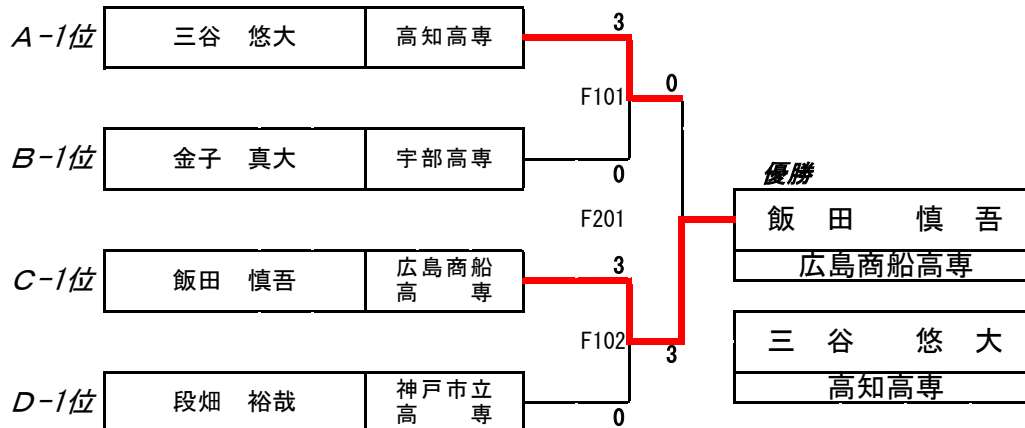 A-1位 三谷 悠大 高知高専 3
F101 0
B-1位 金子 真大 宇部高専 0
優勝
F201
飯田 慎吾
広島商船高専
C-1位 飯田 慎吾 広島商船 3
高専
F102 3
三谷 悠大
高知高専
D-1位 段畑 裕哉 神戸市立
高専 0